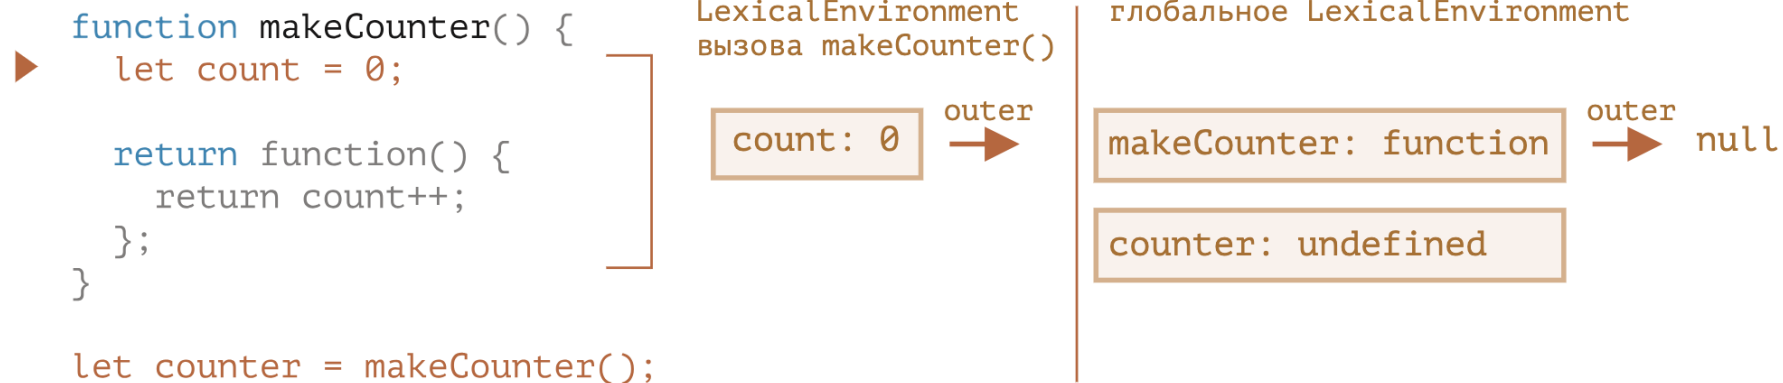 function makeCounter() {
let count = 0;
return function() {
return count++;
};
}
let counter = makeCounter();
LexicalEnvironment
вызова makeCounter()
count: 0
outer
глобальное LexicalEnvironment
makeCounter: function
outer
null
counter: undefined